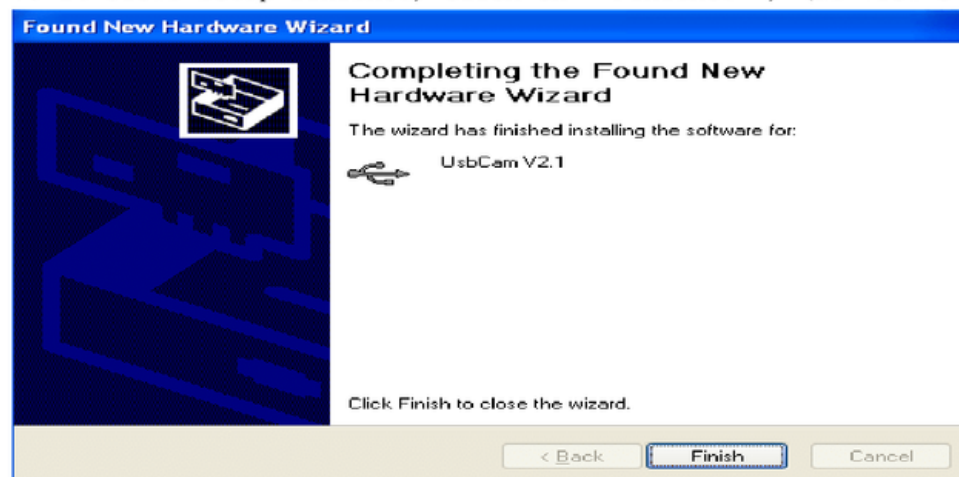 Found New Hardware Wizard
Completing the Found New
Hardware Wizard
The wizard has finished installing the software for:
UsbCam V2.1
Click Finish to close the wizard.
< Back
Finish
Cancel